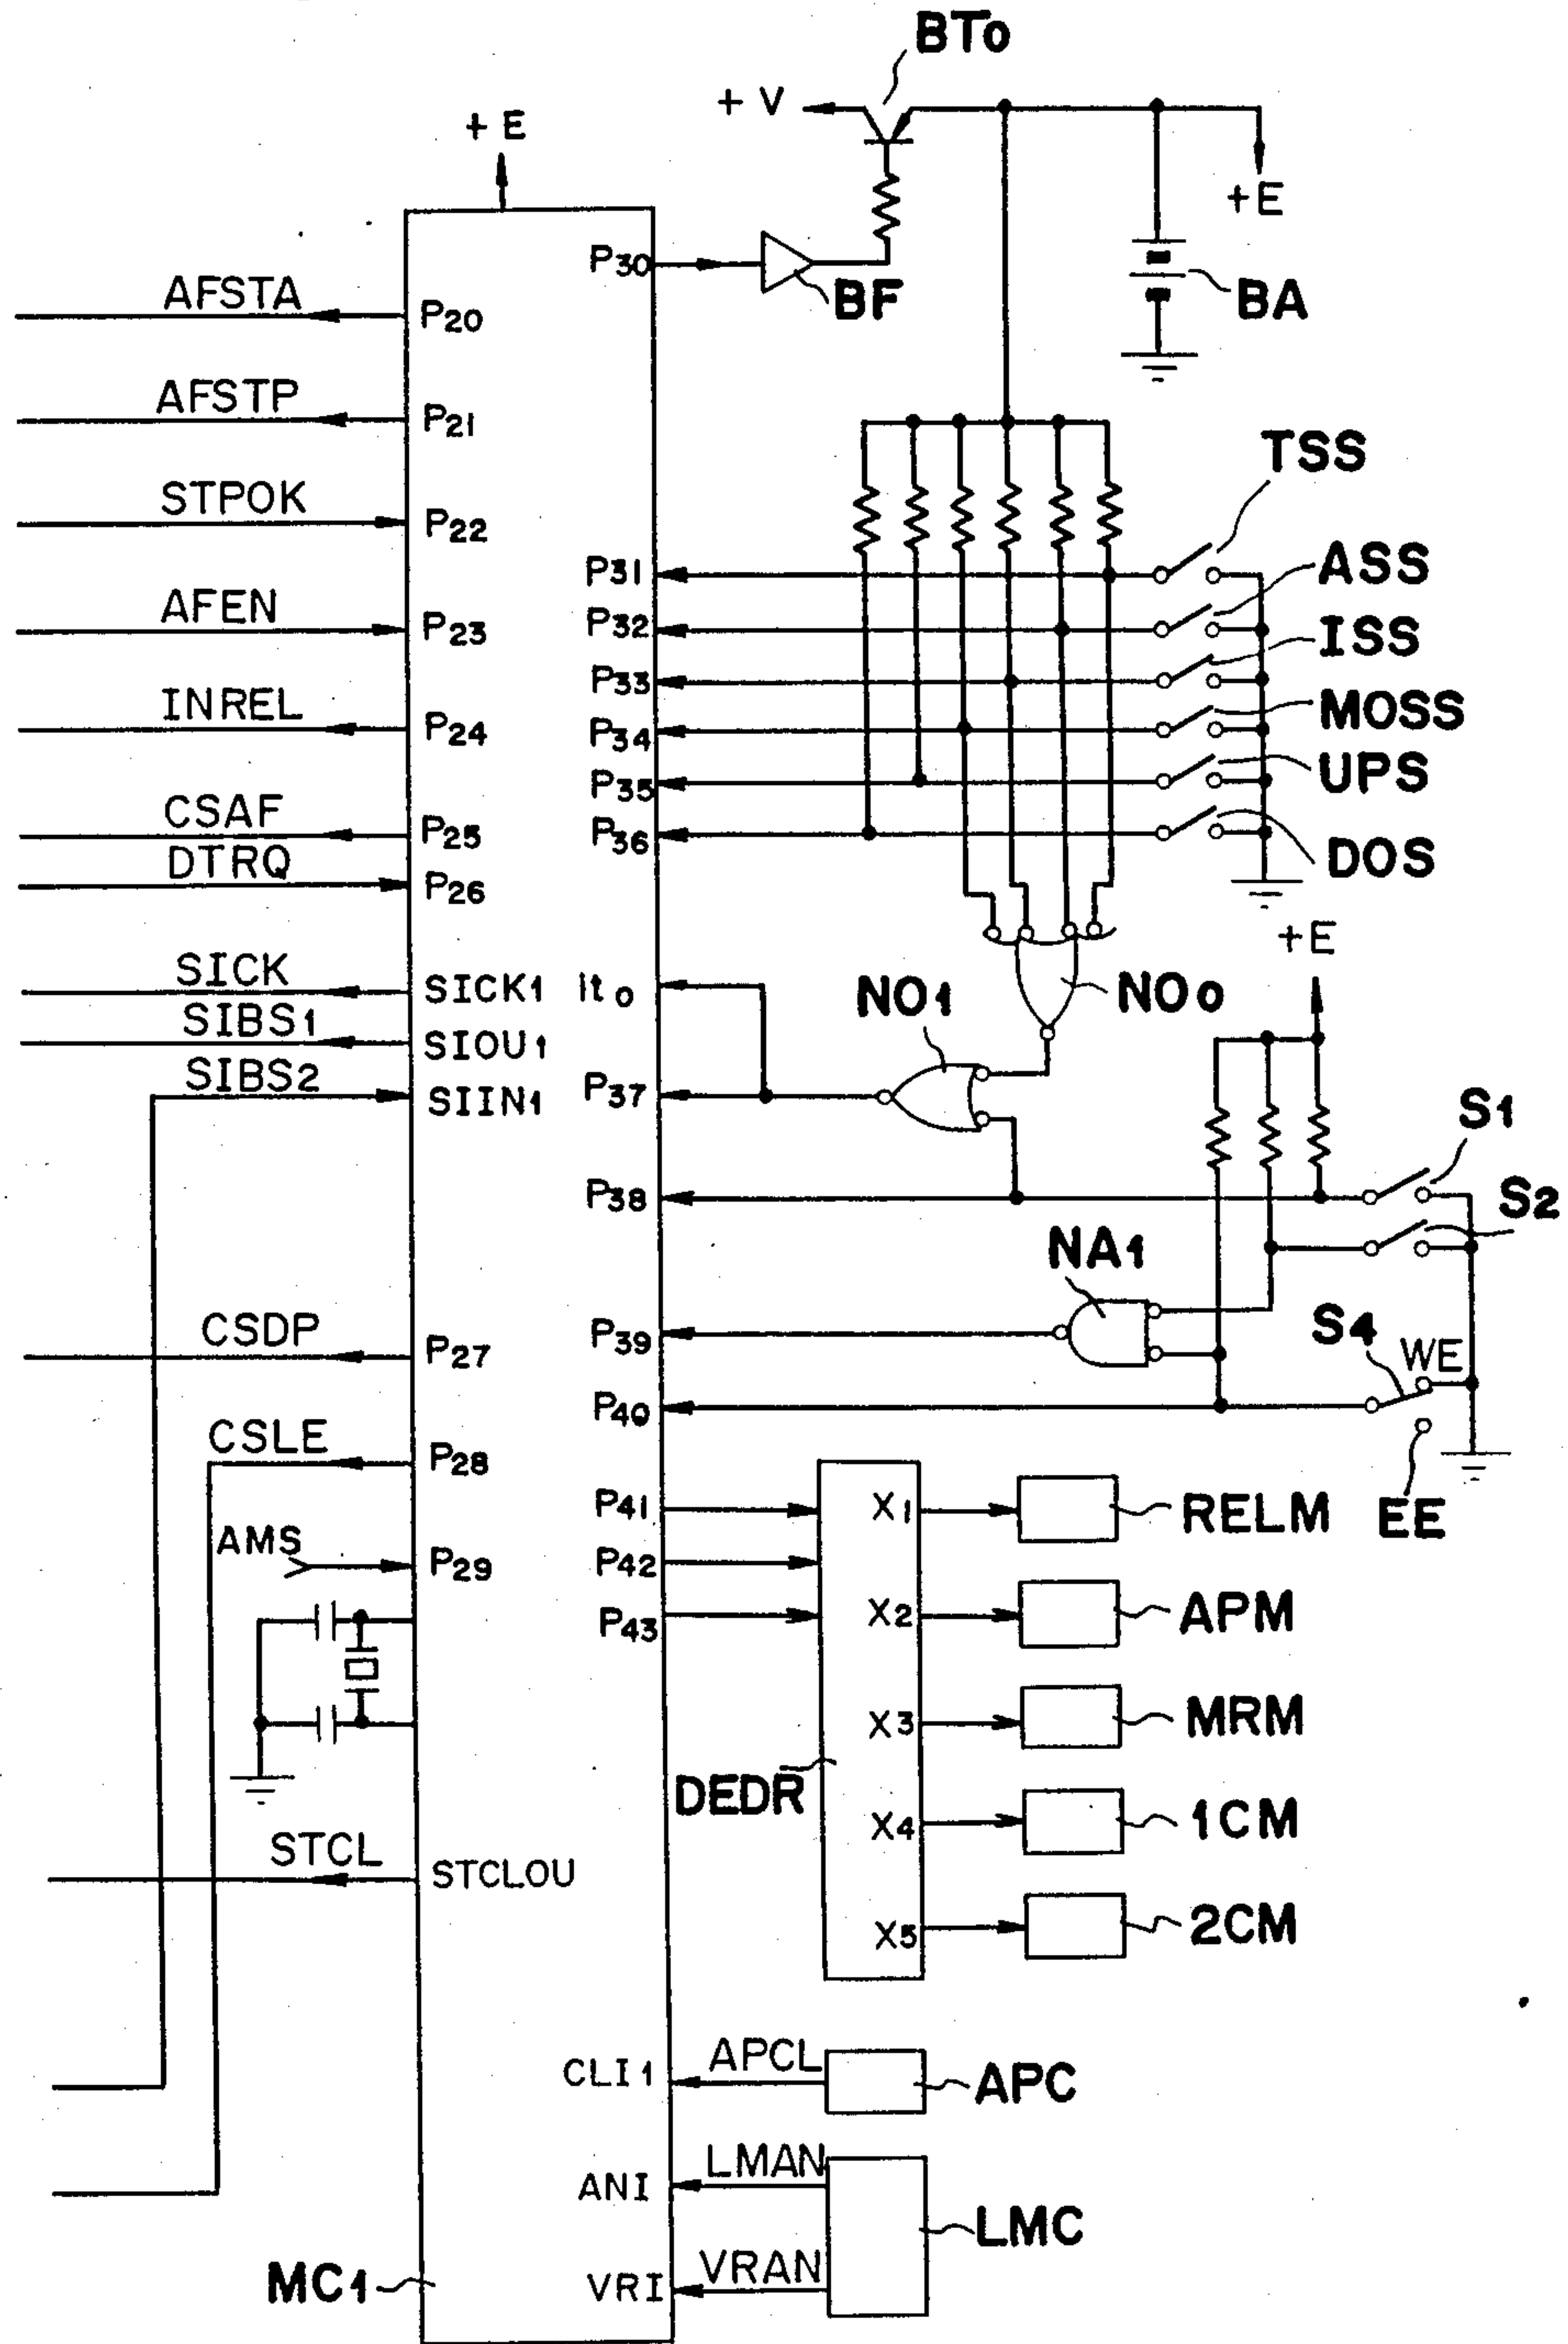 BTo
+ V
+ E
+E
P30
BF
BA
AFSTA
P20
AFSTP
P21
TSS
STPOK
P22
P31
ASS
AFEN
P23
P32
ISS
P33
INREL
P24
P34
MOSS
P35
UPS
CSAF
P25
P36
DOS
DTRQ
P26
+E
SICK
SICK1
Ito
NO1
NOo
SIBS1
SIOU1
SIBS2
SIIN1
P37
S1
P38
S2
NA1
CSDP
P27
P39
S4
WE
P40
CSLE
P28
P41
X1
RELM
EE
AMS
P29
P42
P43
X2
APM
X3
MRM
DEDR
X4
1CM
STCL
STCLOU
X5
2CM
CLI1
APCL
APC
ANI
LMAN
LMC
MC1
VRI
VRAN